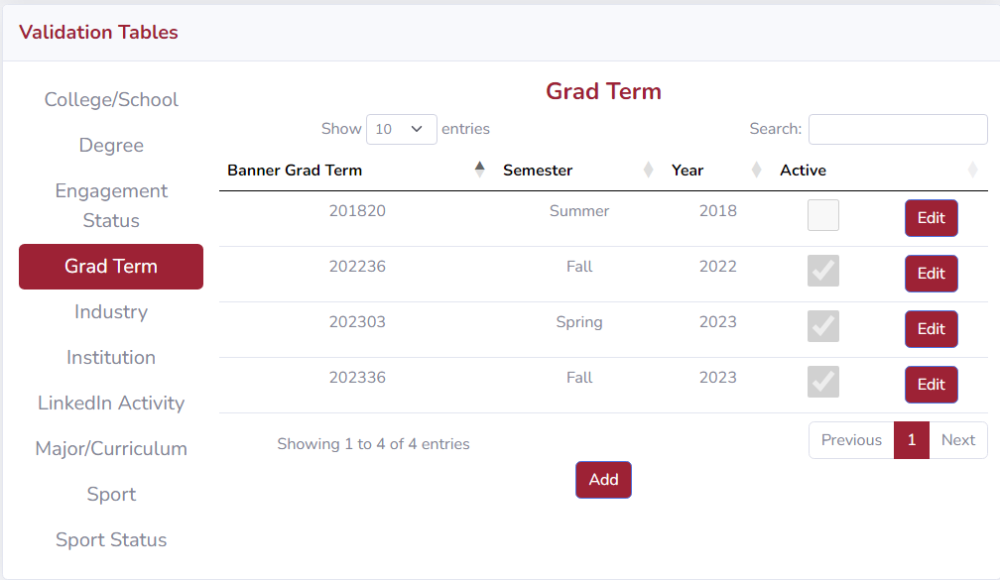 Validation Tables
College/School
Degree
Engagement
Status
Grad Term
Industry
Institution
LinkedIn Activity
Major/Curriculum
Sport
Sport Status
Grad Term
Show 10 entries
Search:
Banner Grad Term Semester Year Active
201820 Summer 2018 Edit
202236 Fall 2022 Edit
202303 Spring 2023 Edit
202336 Fall 2023 Edit
Showing 1 to 4 of 4 entries
Previous 1 Next
Add